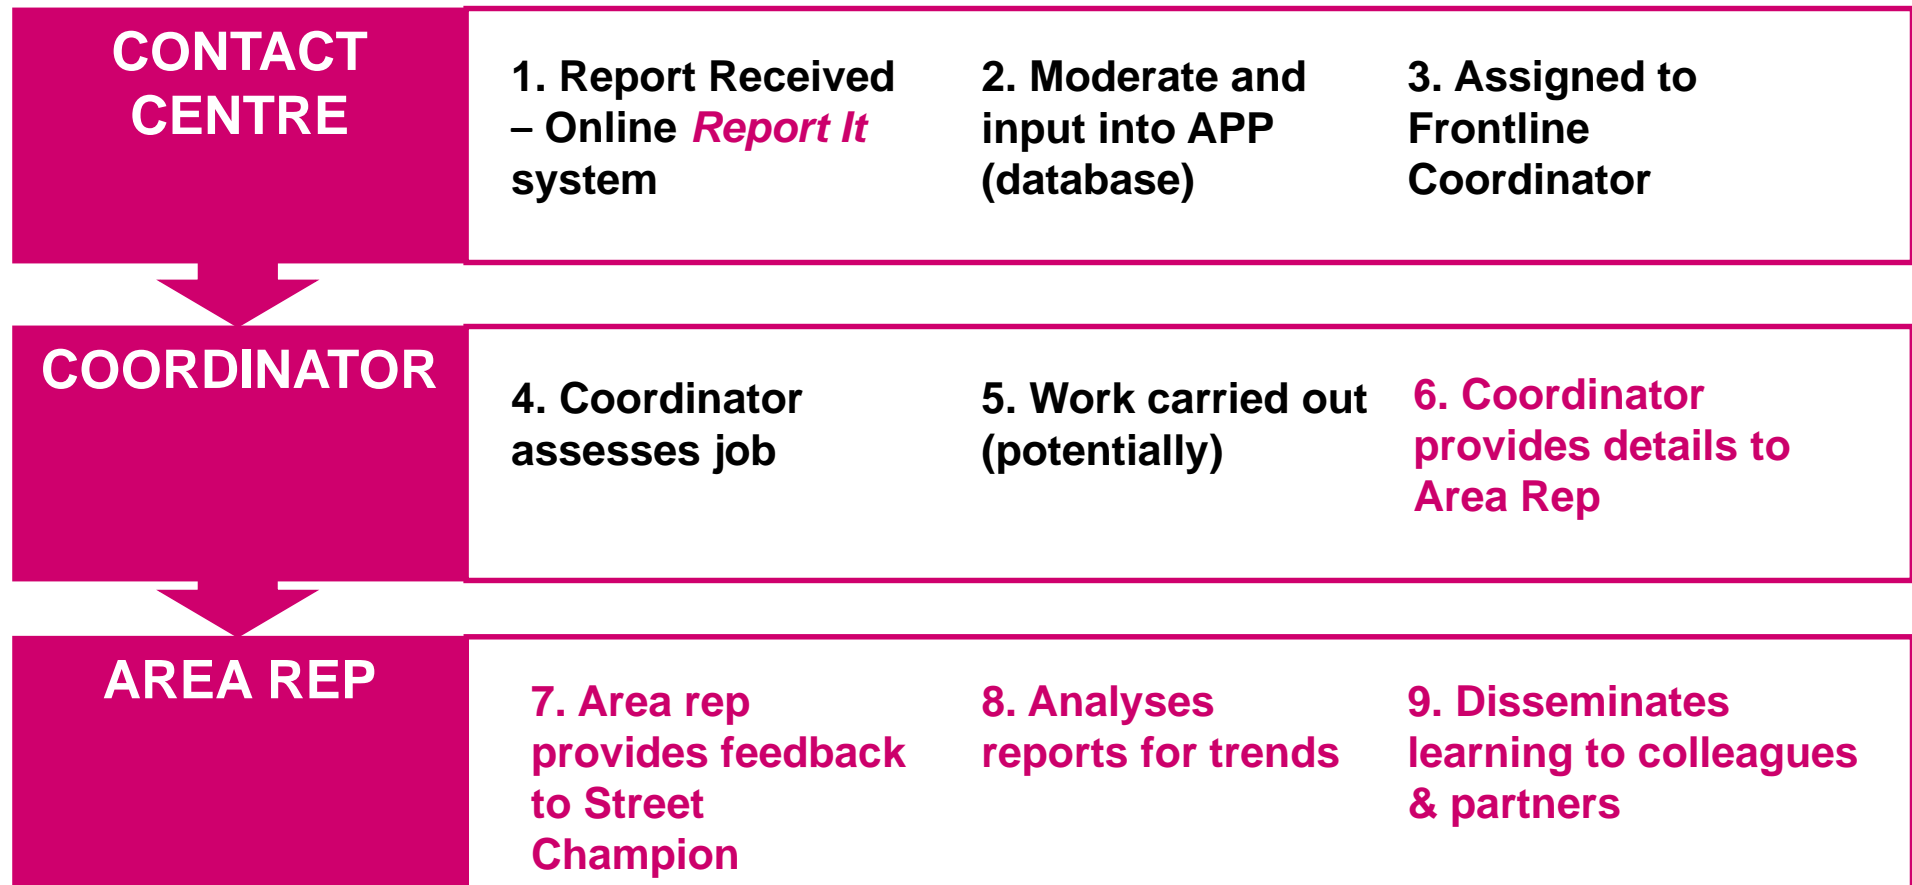 CONTACT
CENTRE
1. Report Received
– Online Report It
system
2. Moderate and
input into APP
(database)
3. Assigned to
Frontline
Coordinator
COORDINATOR
4. Coordinator
assesses job
5. Work carried out
(potentially)
6. Coordinator
provides details to
Area Rep
AREA REP
7. Area rep
provides feedback
to Street
Champion
8. Analyses
reports for trends
9. Disseminates
learning to colleagues
& partners